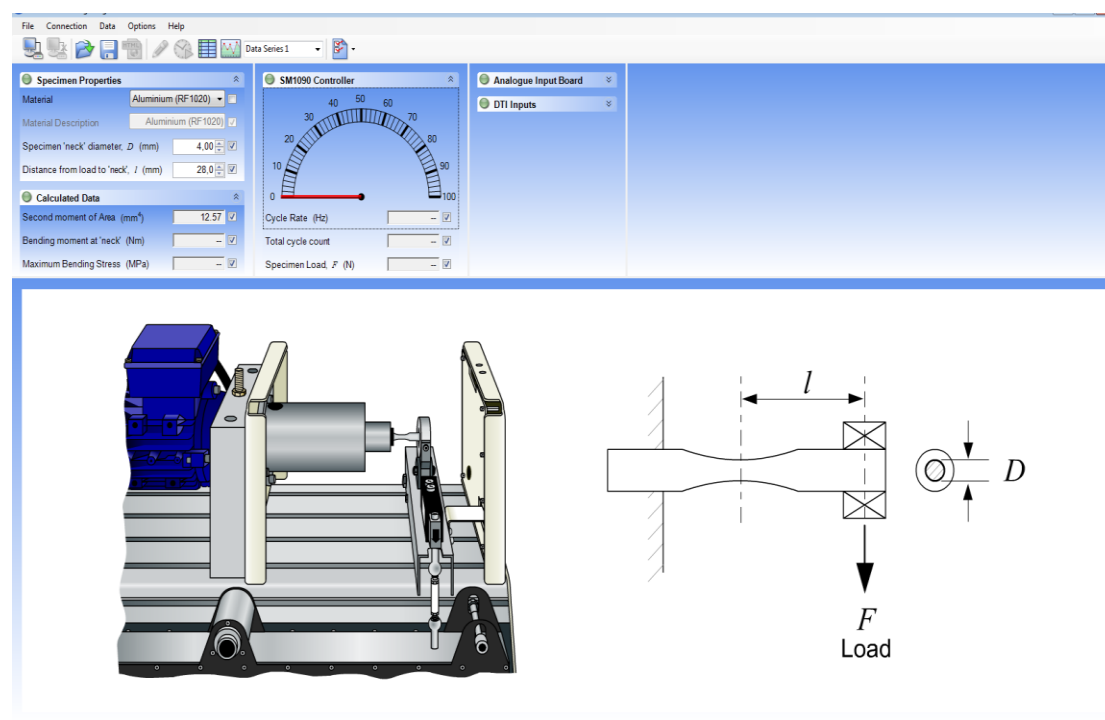 File Connection Data Options Help
Data Series 1
Specimen Properties
Material Aluminium (RF1020)
Material Description Aluminium (RF1020)
Specimen 'neck' diameter, D (mm) 4,00
Distance from load to 'neck', l (mm) 28,0
Calculated Data
Second moment of Area (mm⁴) 12.57
Bending moment at 'neck' (Nm) --
Maximum Bending Stress (MPa) --
SM1090 Controller
0 10 20 30 40 50 60 70 80 90 100
Cycle Rate (Hz) --
Total cycle count --
Specimen Load, F (N) --
Analogue Input Board
DTI Inputs
l
D
F
Load